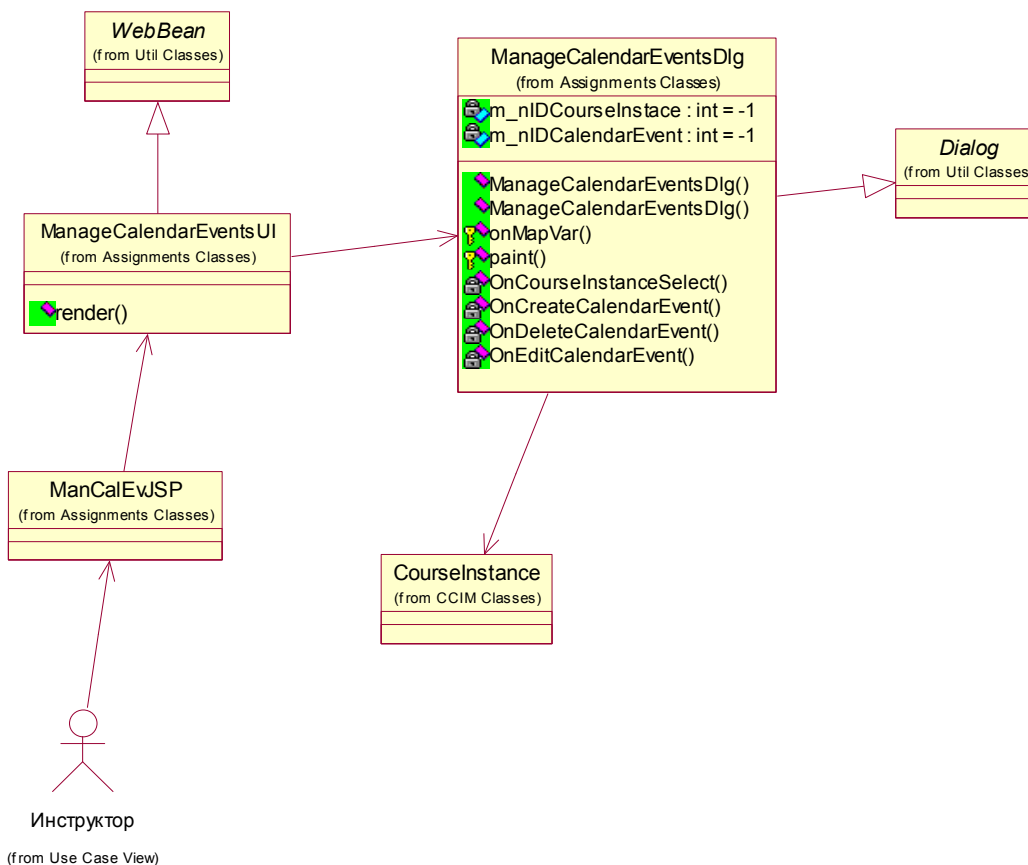 WebBean
(from Util Classes)
ManageCalendarEventsDlg
(from Assignments Classes)
m_nIDCourseInstace : int = -1
m_nIDCalendarEvent : int = -1
ManageCalendarEventsDlg()
ManageCalendarEventsDlg()
onMapVar()
paint()
OnCourseInstanceSelect()
OnCreateCalendarEvent()
OnDeleteCalendarEvent()
OnEditCalendarEvent()
Dialog
(from Util Classes
ManageCalendarEventsUI
(from Assignments Classes)
render()
ManCalEvJSP
(from Assignments Classes)
CourseInstance
(from CCIM Classes)
Инструктор
(from Use Case View)